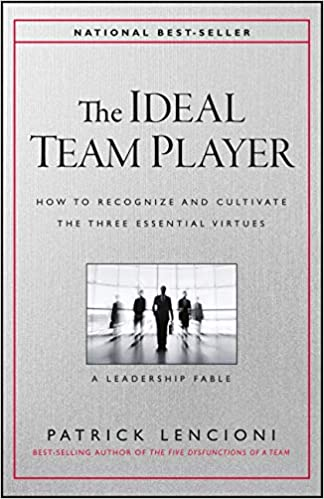 NATIONAL BEST-SELLER
The IDEAL
TEAM PLAYER
HOW TO RECOGNIZE AND CULTIVATE
THE THREE ESSENTIAL VIRTUES
A LEADERSHIP FABLE
PATRICK LENCIONI
BEST-SELLING AUTHOR OF THE FIVE DYSFUNCTIONS OF A TEAM